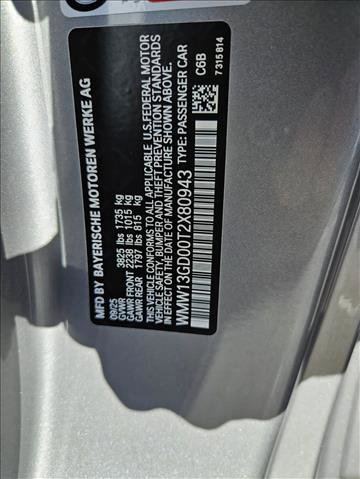 MFD BY BAYERISCHE MOTOREN WERKE AG
09/25
GVWR 3825 lbs 1735 kg
GAWR FRONT 2238 lbs 1015 kg
GAWR REAR 1797 lbs 815 kg
THIS VEHICLE CONFORMS TO ALL APPLICABLE U.S.FEDERAL MOTOR
VEHICLE SAFETY, BUMPER AND THEFT PREVENTION STANDARDS
IN EFFECT ON THE DATE OF MANUFACTURE SHOWN ABOVE.
WMW13GD00T2X80943 TYPE: PASSENGER CAR
C6B
7315814